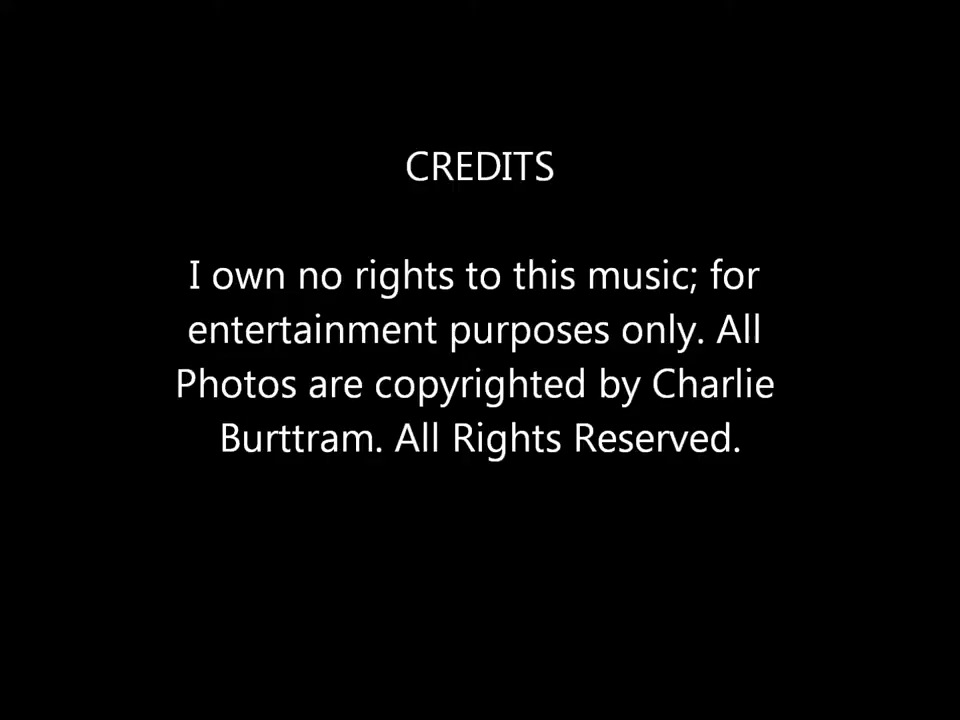 CREDITS
I own no rights to this music; for
entertainment purposes only. All
Photos are copyrighted by Charlie
Burttram. All Rights Reserved.